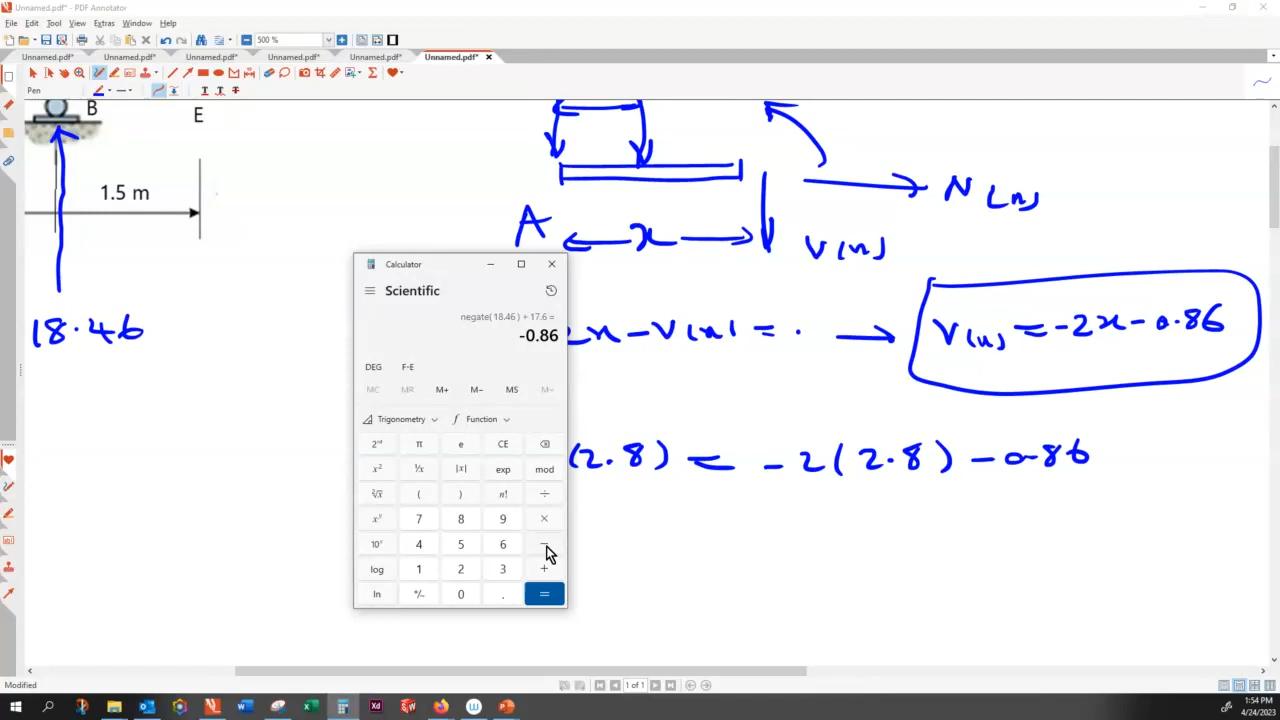 Unnamed.pdf* - PDF Annotator
File Edit Tool View Extras Window Help
500 %
Unnamed.pdf* Unnamed.pdf* Unnamed.pdf* Unnamed.pdf* Unnamed.pdf* Unnamed.pdf*
Pen
B
E
1.5 m
18.46
N(x)
A
x
V(x)
2x - V(x) = 0 → V(x) = -2x - 0.86
(2.8) = -2(2.8) - 0.86
Calculator
Scientific
negate( 18.46 ) + 17.6 =
-0.86
DEG F-E
MC MR M+ M− MS M˅
Trigonometry Function
2ⁿᵈ π e CE
x² ¹/x |x| exp mod
²√x ( ) n! ÷
xʸ 7 8 9 ×
10ˣ 4 5 6 −
log 1 2 3 +
ln +/− 0 . =
1 of 1
Modified
1:54 PM
4/24/2023